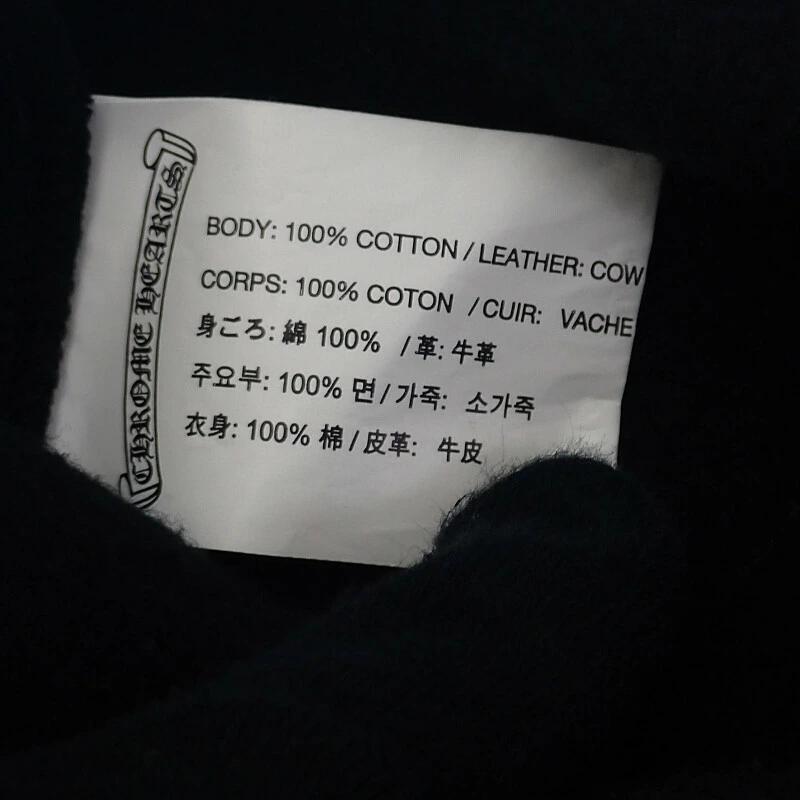 CHROME HEARTS
BODY: 100% COTTON / LEATHER: COW
CORPS: 100% COTON / CUIR: VACHE
身ごろ: 綿 100% / 革: 牛革
주요부: 100% 면 / 가죽: 소가죽
衣身: 100% 棉 / 皮革: 牛皮